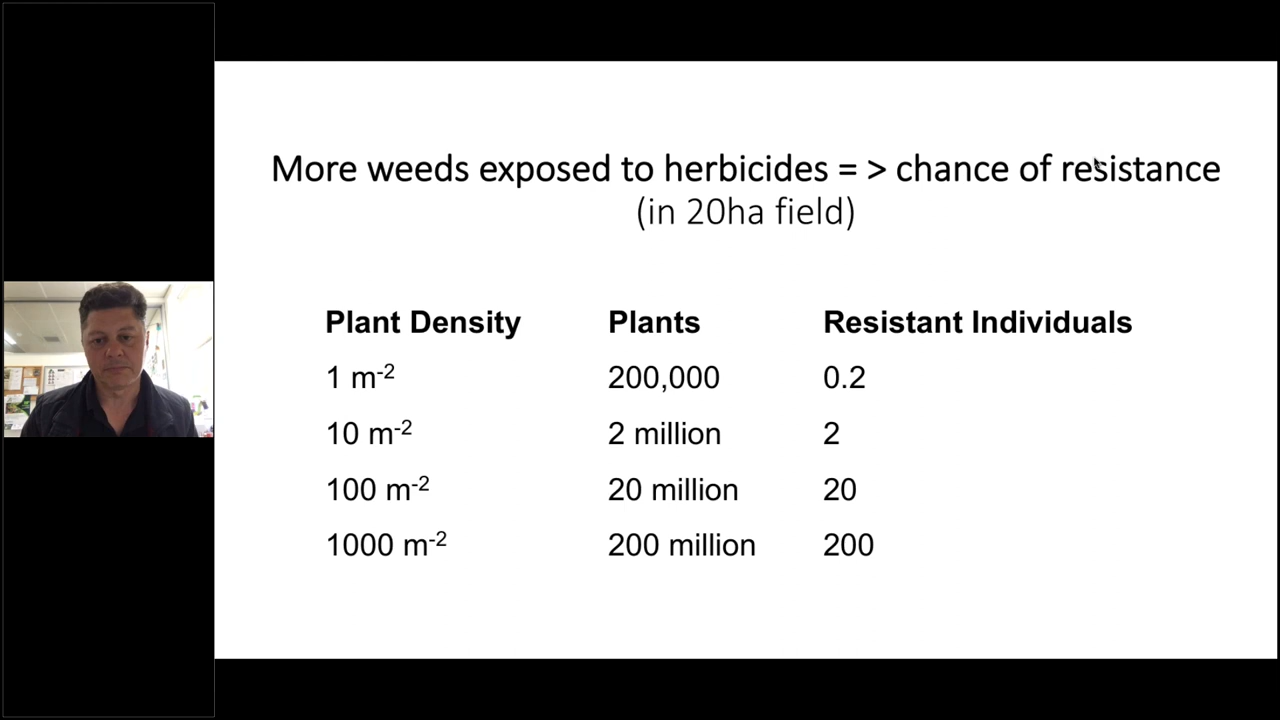 More weeds exposed to herbicides = > chance of resistance
(in 20ha field)
Plant Density Plants Resistant Individuals
1 m-2 200,000 0.2
10 m-2 2 million 2
100 m-2 20 million 20
1000 m-2 200 million 200